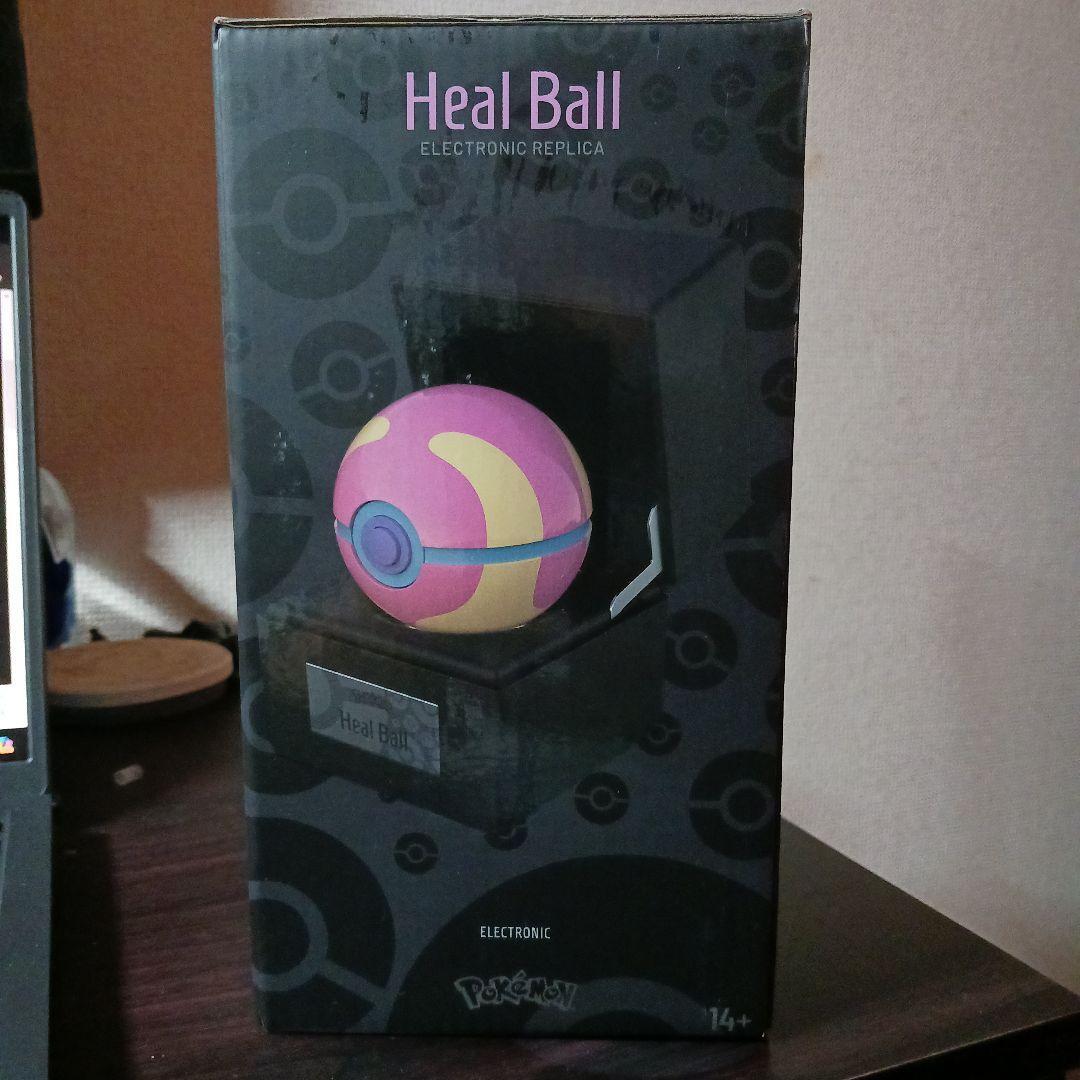 Heal Ball
ELECTRONIC REPLICA
Heal Ball
ELECTRONIC
POKéMON
14+